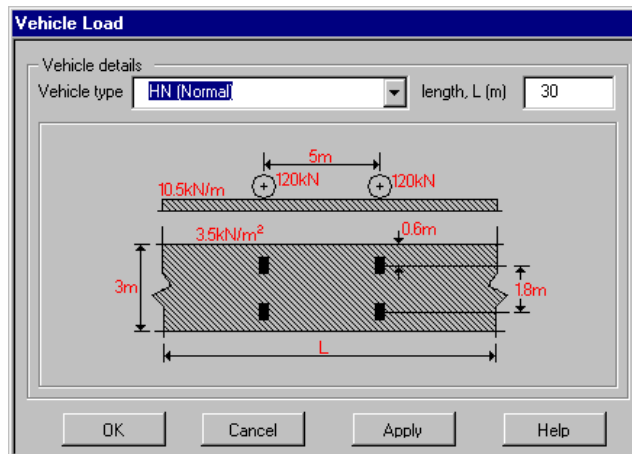 Vehicle Load
Vehicle details
Vehicle type HN (Normal) length, L (m) 30
5m
120kN 120kN
10.5kN/m
3.5kN/m² 0.6m
3m 1.8m
L
OK Cancel Apply Help